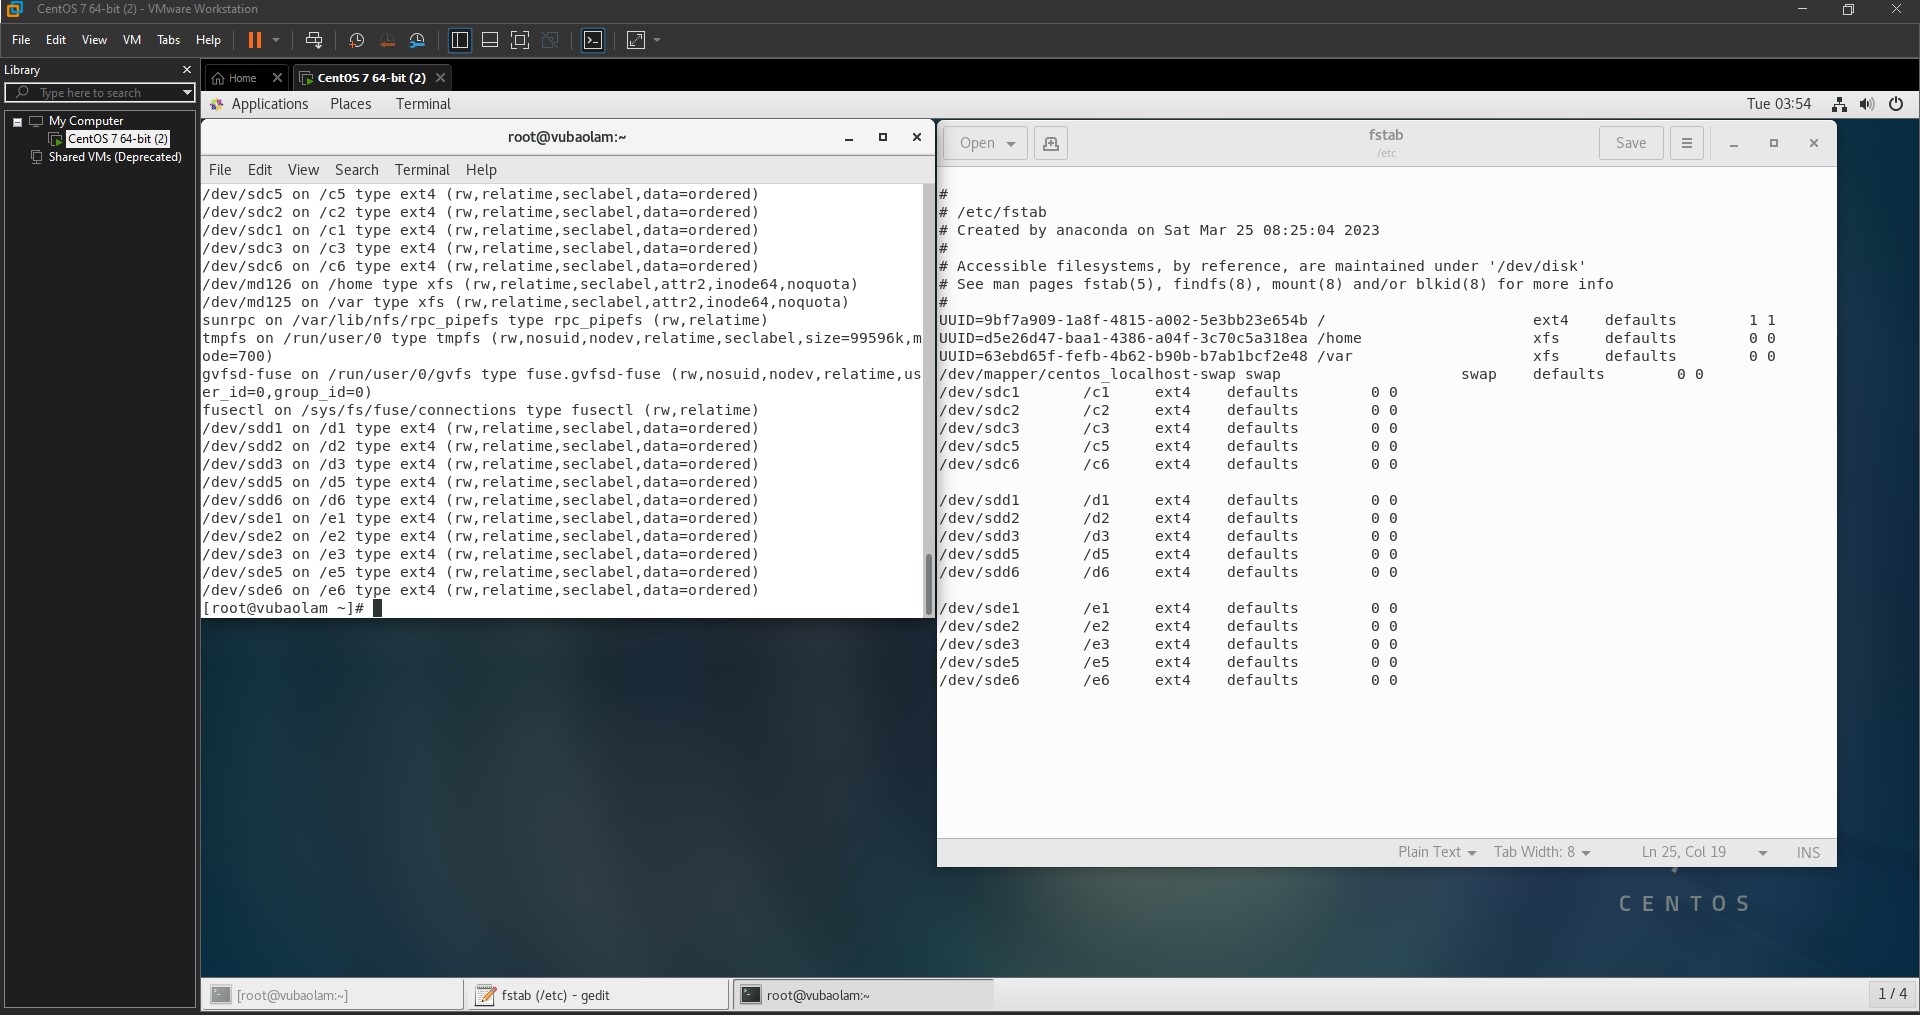 CentOS 7 64-bit (2) - VMware Workstation
File Edit View VM Tabs Help
Library
Type here to search
My Computer
CentOS 7 64-bit (2)
Shared VMs (Deprecated)
Home
CentOS 7 64-bit (2)
Applications Places Terminal
Tue 03:54
root@vubaolam:~
File Edit View Search Terminal Help
/dev/sdc5 on /c5 type ext4 (rw,relatime,seclabel,data=ordered)
/dev/sdc2 on /c2 type ext4 (rw,relatime,seclabel,data=ordered)
/dev/sdc1 on /c1 type ext4 (rw,relatime,seclabel,data=ordered)
/dev/sdc3 on /c3 type ext4 (rw,relatime,seclabel,data=ordered)
/dev/sdc6 on /c6 type ext4 (rw,relatime,seclabel,data=ordered)
/dev/md126 on /home type xfs (rw,relatime,seclabel,attr2,inode64,noquota)
/dev/md125 on /var type xfs (rw,relatime,seclabel,attr2,inode64,noquota)
sunrpc on /var/lib/nfs/rpc_pipefs type rpc_pipefs (rw,relatime)
tmpfs on /run/user/0 type tmpfs (rw,nosuid,nodev,relatime,seclabel,size=99596k,m
ode=700)
gvfsd-fuse on /run/user/0/gvfs type fuse.gvfsd-fuse (rw,nosuid,nodev,relatime,us
er_id=0,group_id=0)
fusectl on /sys/fs/fuse/connections type fusectl (rw,relatime)
/dev/sdd1 on /d1 type ext4 (rw,relatime,seclabel,data=ordered)
/dev/sdd2 on /d2 type ext4 (rw,relatime,seclabel,data=ordered)
/dev/sdd3 on /d3 type ext4 (rw,relatime,seclabel,data=ordered)
/dev/sdd5 on /d5 type ext4 (rw,relatime,seclabel,data=ordered)
/dev/sdd6 on /d6 type ext4 (rw,relatime,seclabel,data=ordered)
/dev/sde1 on /e1 type ext4 (rw,relatime,seclabel,data=ordered)
/dev/sde2 on /e2 type ext4 (rw,relatime,seclabel,data=ordered)
/dev/sde3 on /e3 type ext4 (rw,relatime,seclabel,data=ordered)
/dev/sde5 on /e5 type ext4 (rw,relatime,seclabel,data=ordered)
/dev/sde6 on /e6 type ext4 (rw,relatime,seclabel,data=ordered)
[root@vubaolam ~]#
Open
fstab
/etc
Save
#
# /etc/fstab
# Created by anaconda on Sat Mar 25 08:25:04 2023
#
# Accessible filesystems, by reference, are maintained under '/dev/disk'
# See man pages fstab(5), findfs(8), mount(8) and/or blkid(8) for more info
#
UUID=9bf7a909-1a8f-4815-a002-5e3bb23e654b / ext4 defaults 1 1
UUID=d5e26d47-baa1-4386-a04f-3c70c5a318ea /home xfs defaults 0 0
UUID=63ebd65f-fefb-4b62-b90b-b7ab1bcf2e48 /var xfs defaults 0 0
/dev/mapper/centos_localhost-swap swap swap defaults 0 0
/dev/sdc1 /c1 ext4 defaults 0 0
/dev/sdc2 /c2 ext4 defaults 0 0
/dev/sdc3 /c3 ext4 defaults 0 0
/dev/sdc5 /c5 ext4 defaults 0 0
/dev/sdc6 /c6 ext4 defaults 0 0
/dev/sdd1 /d1 ext4 defaults 0 0
/dev/sdd2 /d2 ext4 defaults 0 0
/dev/sdd3 /d3 ext4 defaults 0 0
/dev/sdd5 /d5 ext4 defaults 0 0
/dev/sdd6 /d6 ext4 defaults 0 0
/dev/sde1 /e1 ext4 defaults 0 0
/dev/sde2 /e2 ext4 defaults 0 0
/dev/sde3 /e3 ext4 defaults 0 0
/dev/sde5 /e5 ext4 defaults 0 0
/dev/sde6 /e6 ext4 defaults 0 0
Plain Text Tab Width: 8 Ln 25, Col 19 INS
CENTOS
[root@vubaolam:~]
fstab (/etc) - gedit
root@vubaolam:~
1 / 4